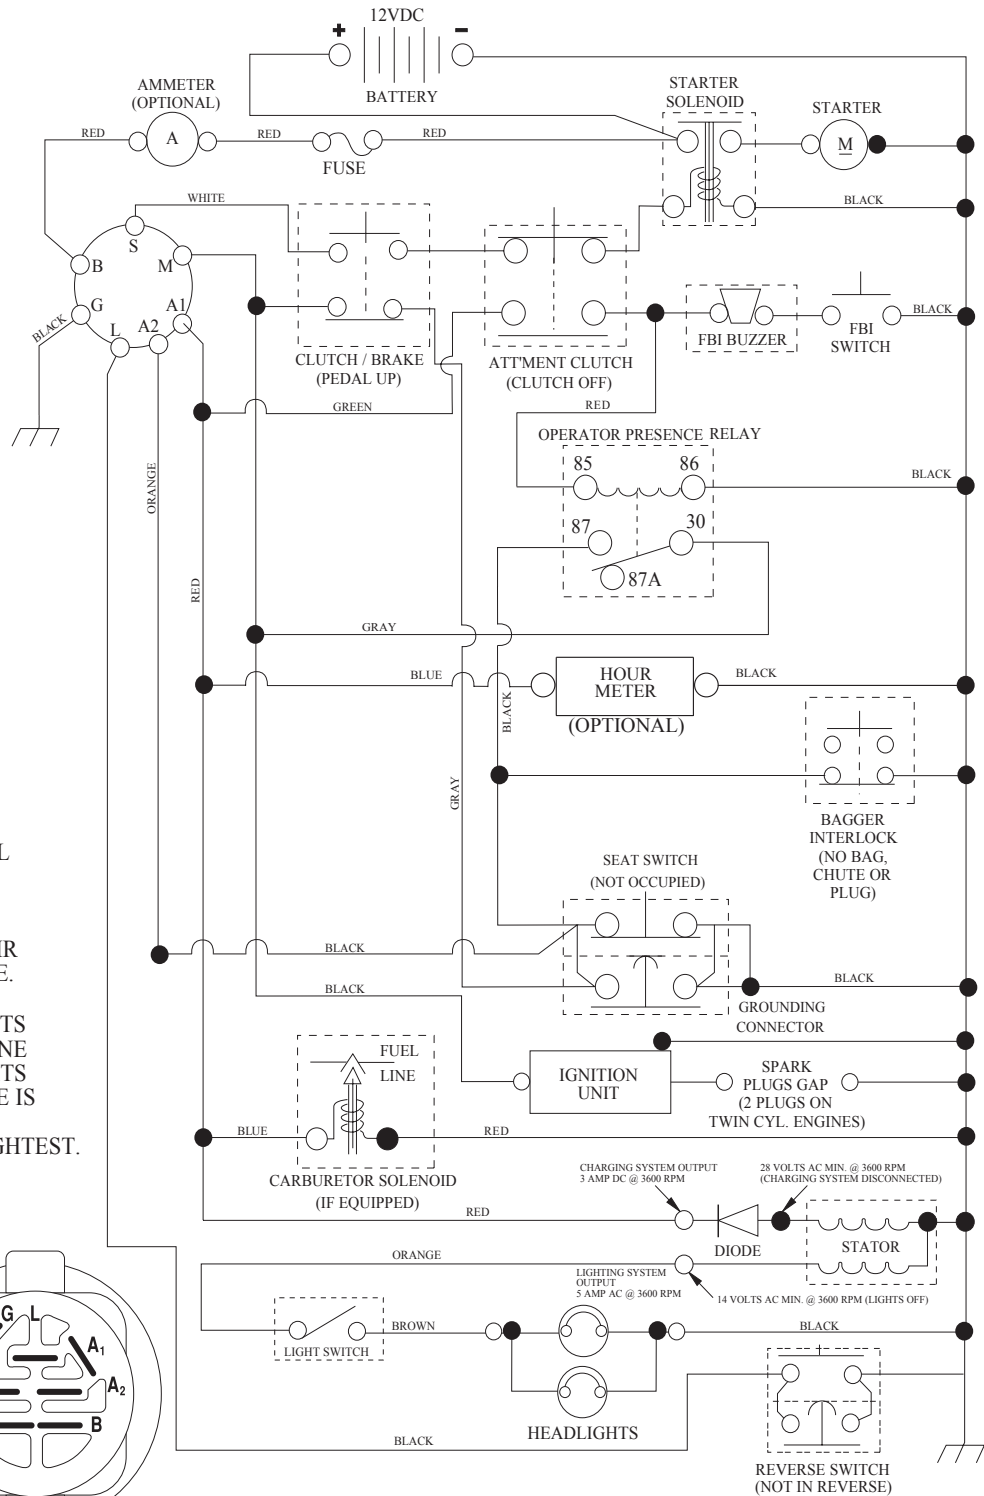 12VDC
+
-
BATTERY
AMMETER
(OPTIONAL)
STARTER
SOLENOID
STARTER
RED
A
RED
RED
M
FUSE
WHITE
BLACK
S
B
M
G
A1
BLACK
L
A2
CLUTCH / BRAKE
(PEDAL UP)
ATT'MENT CLUTCH
(CLUTCH OFF)
FBI BUZZER
FBI
SWITCH
BLACK
GREEN
RED
OPERATOR PRESENCE RELAY
ORANGE
85
86
BLACK
87
30
87A
RED
GRAY
BLUE
HOUR
METER
(OPTIONAL)
BLACK
BLACK
GRAY
BAGGER
INTERLOCK
(NO BAG,
CHUTE OR
PLUG)
L
SEAT SWITCH
(NOT OCCUPIED)
IR
E.
BLACK
BLACK
BLACK
GROUNDING
CONNECTOR
TS
NE
TS
E IS
GHTEST.
FUEL
LINE
IGNITION
UNIT
SPARK
PLUGS GAP
(2 PLUGS ON
TWIN CYL. ENGINES)
BLUE
RED
CARBURETOR SOLENOID
(IF EQUIPPED)
CHARGING SYSTEM OUTPUT
3 AMP DC @ 3600 RPM
28 VOLTS AC MIN. @ 3600 RPM
(CHARGING SYSTEM DISCONNECTED)
RED
DIODE
STATOR
ORANGE
LIGHTING SYSTEM
OUTPUT
5 AMP AC @ 3600 RPM
14 VOLTS AC MIN. @ 3600 RPM (LIGHTS OFF)
BROWN
BLACK
LIGHT SWITCH
G
L
A1
A2
B
HEADLIGHTS
BLACK
REVERSE SWITCH
(NOT IN REVERSE)